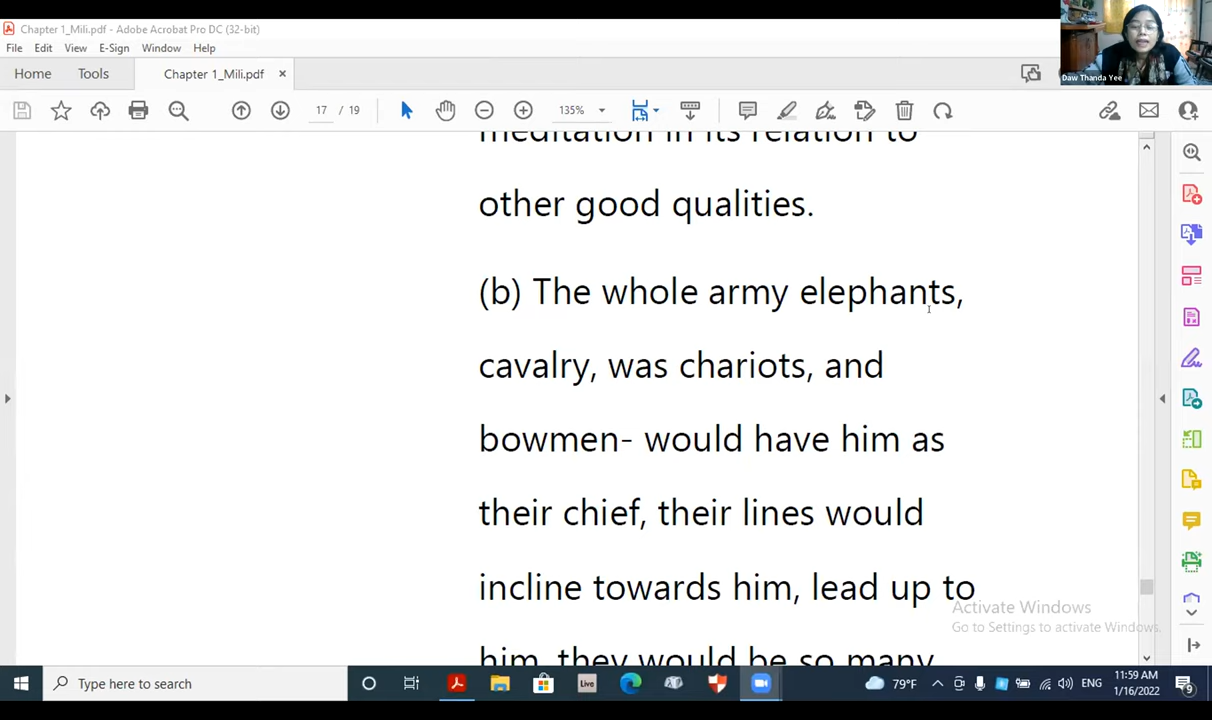 Chapter 1_Mili.pdf - Adobe Acrobat Pro DC (32-bit)
File Edit View E-Sign Window Help
Home Tools Chapter 1_Mili.pdf ×
17 / 19 135%
Daw Thanda Yee
meditation in its relation to
other good qualities.
(b) The whole army elephants,
cavalry, was chariots, and
bowmen- would have him as
their chief, their lines would
incline towards him, lead up to
him, they would be so many
Activate Windows
Go to Settings to activate Windows.
Type here to search
Live
79°F ENG 11:59 AM
1/16/2022
9